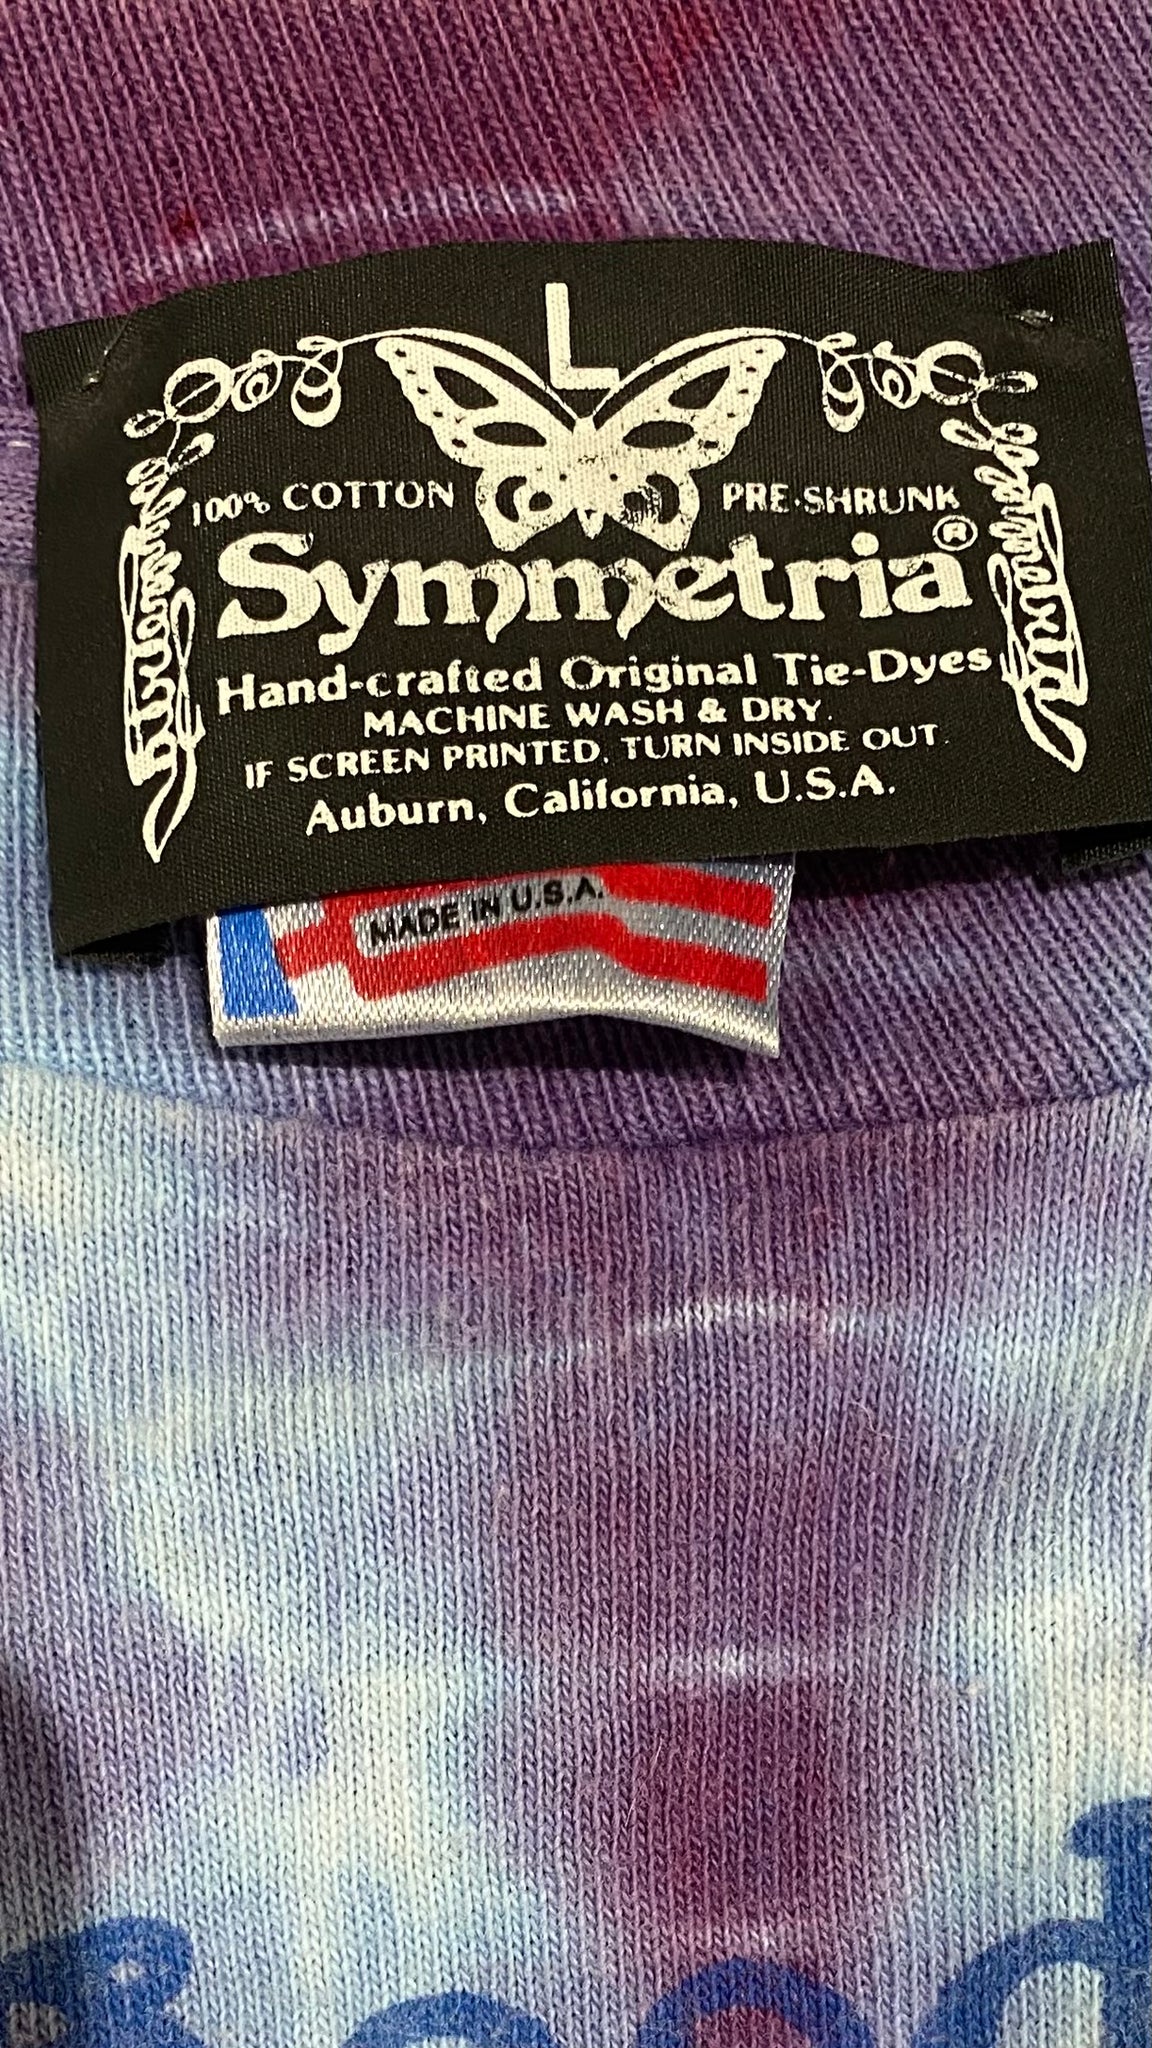 L
100% COTTON PRE-SHRUNK
Symmetria®
Hand-crafted Original Tie-Dyes
MACHINE WASH & DRY.
IF SCREEN PRINTED, TURN INSIDE OUT.
Auburn, California, U.S.A.
MADE IN U.S.A.